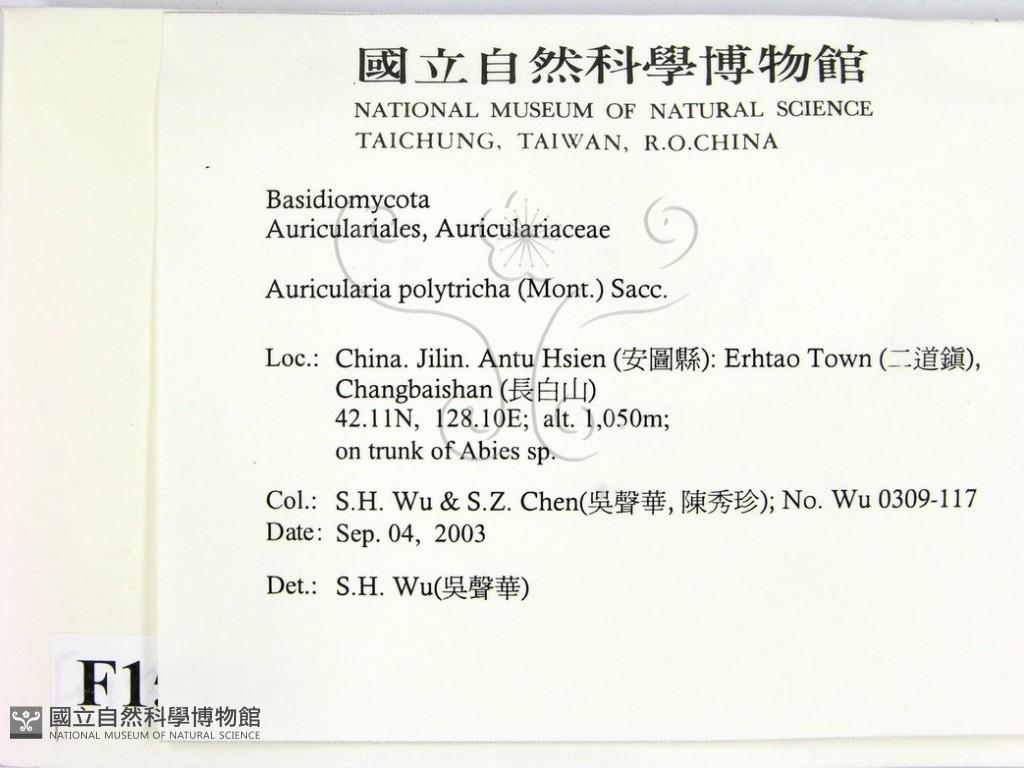 國立自然科學博物館
NATIONAL MUSEUM OF NATURAL SCIENCE
TAICHUNG, TAIWAN, R.O.CHINA
Basidiomycota
Auriculariales, Auriculariaceae
Auricularia polytricha (Mont.) Sacc.
Loc.: China. Jilin. Antu Hsien (安圖縣): Erhtao Town (二道鎮),
Changbaishan (長白山)
42.11N, 128.10E; alt. 1,050m;
on trunk of Abies sp.
Col.: S.H. Wu & S.Z. Chen(吳聲華, 陳秀珍); No. Wu 0309-117
Date: Sep. 04, 2003
Det.: S.H. Wu(吳聲華)
F1
國立自然科學博物館
NATIONAL MUSEUM OF NATURAL SCIENCE